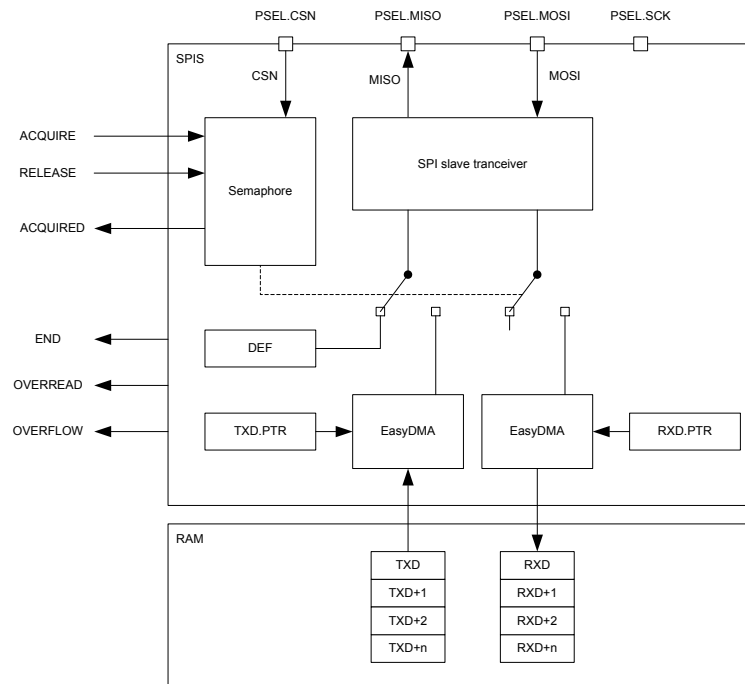 PSEL.CSN PSEL.MISO PSEL.MOSI PSEL.SCK
SPIS
CSN MISO MOSI
ACQUIRE
RELEASE
ACQUIRED
Semaphore
SPI slave tranceiver
END
OVERREAD
OVERFLOW
DEF
TXD.PTR EasyDMA EasyDMA RXD.PTR
RAM
TXD RXD
TXD+1 RXD+1
TXD+2 RXD+2
TXD+n RXD+n